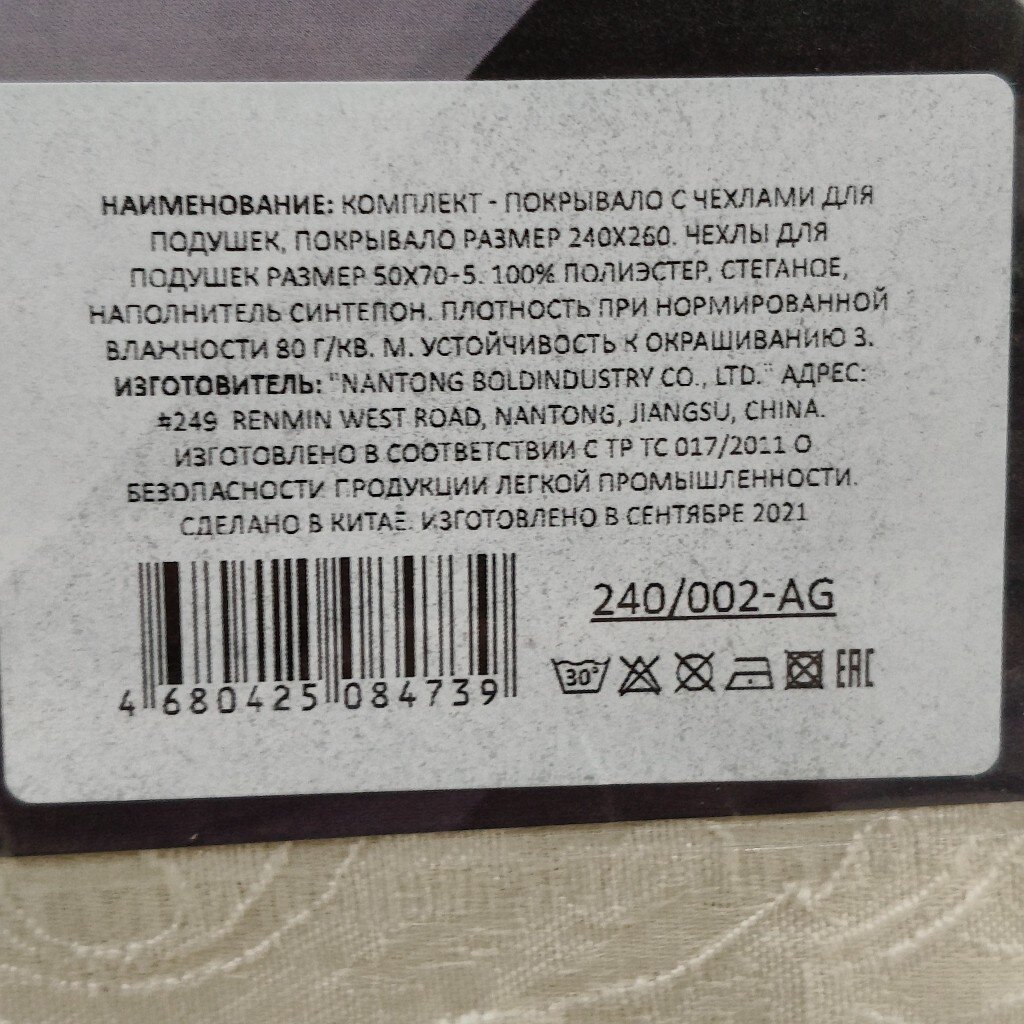 НАИМЕНОВАНИЕ: КОМПЛЕКТ - ПОКРЫВАЛО С ЧЕХЛАМИ ДЛЯ
ПОДУШЕК, ПОКРЫВАЛО РАЗМЕР 240X260. ЧЕХЛЫ ДЛЯ
ПОДУШЕК РАЗМЕР 50X70+5. 100% ПОЛИЭСТЕР, СТЕГАНОЕ,
НАПОЛНИТЕЛЬ СИНТЕПОН. ПЛОТНОСТЬ ПРИ НОРМИРОВАННОЙ
ВЛАЖНОСТИ 80 Г/КВ. М. УСТОЙЧИВОСТЬ К ОКРАШИВАНИЮ 3.
ИЗГОТОВИТЕЛЬ: "NANTONG BOLDINDUSTRY CO., LTD." АДРЕС:
#249 RENMIN WEST ROAD, NANTONG, JIANGSU, CHINA.
ИЗГОТОВЛЕНО В СООТВЕТСТВИИ С ТР ТС 017/2011 О
БЕЗОПАСНОСТИ ПРОДУКЦИИ ЛЕГКОЙ ПРОМЫШЛЕННОСТИ.
СДЕЛАНО В КИТАЕ. ИЗГОТОВЛЕНО В СЕНТЯБРЕ 2021
240/002-AG
30° EAC
4 680425 084739